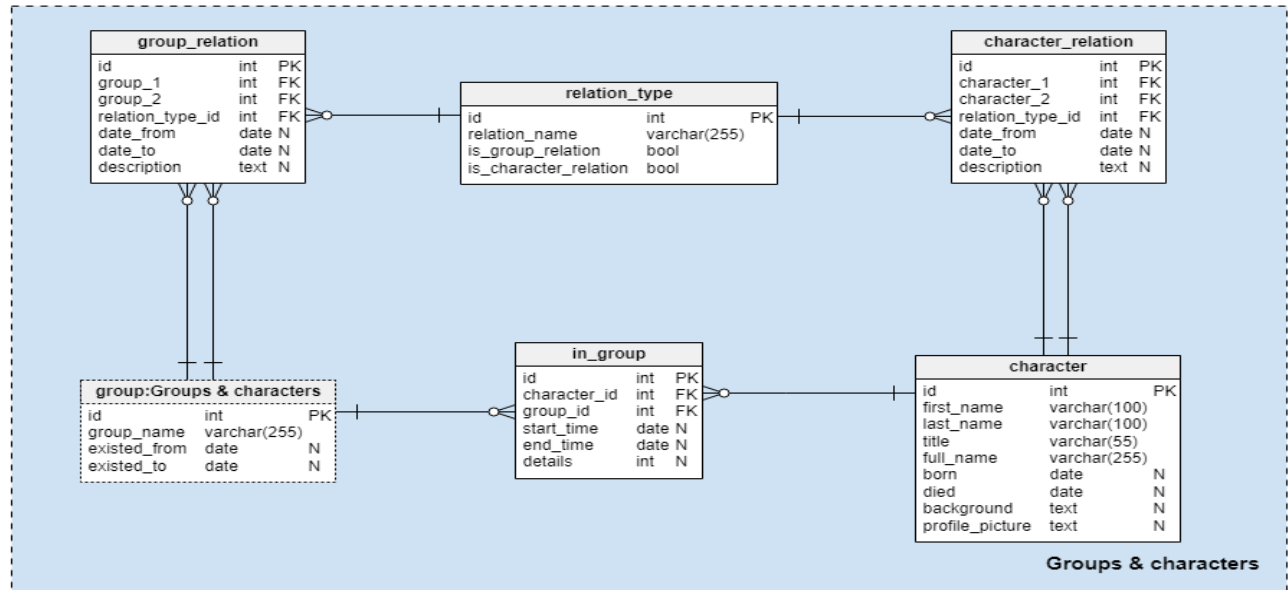 group_relation
id int PK
group_1 int FK
group_2 int FK
relation_type_id int FK
date_from date N
date_to date N
description text N
relation_type
id int PK
relation_name varchar(255)
is_group_relation bool
is_character_relation bool
character_relation
id int PK
character_1 int FK
character_2 int FK
relation_type_id int FK
date_from date N
date_to date N
description text N
group:Groups & characters
id int PK
group_name varchar(255)
existed_from date N
existed_to date N
in_group
id int PK
character_id int FK
group_id int FK
start_time date N
end_time date N
details int N
character
id int PK
first_name varchar(100)
last_name varchar(100)
title varchar(55)
full_name varchar(255)
born date N
died date N
background text N
profile_picture text N
Groups & characters